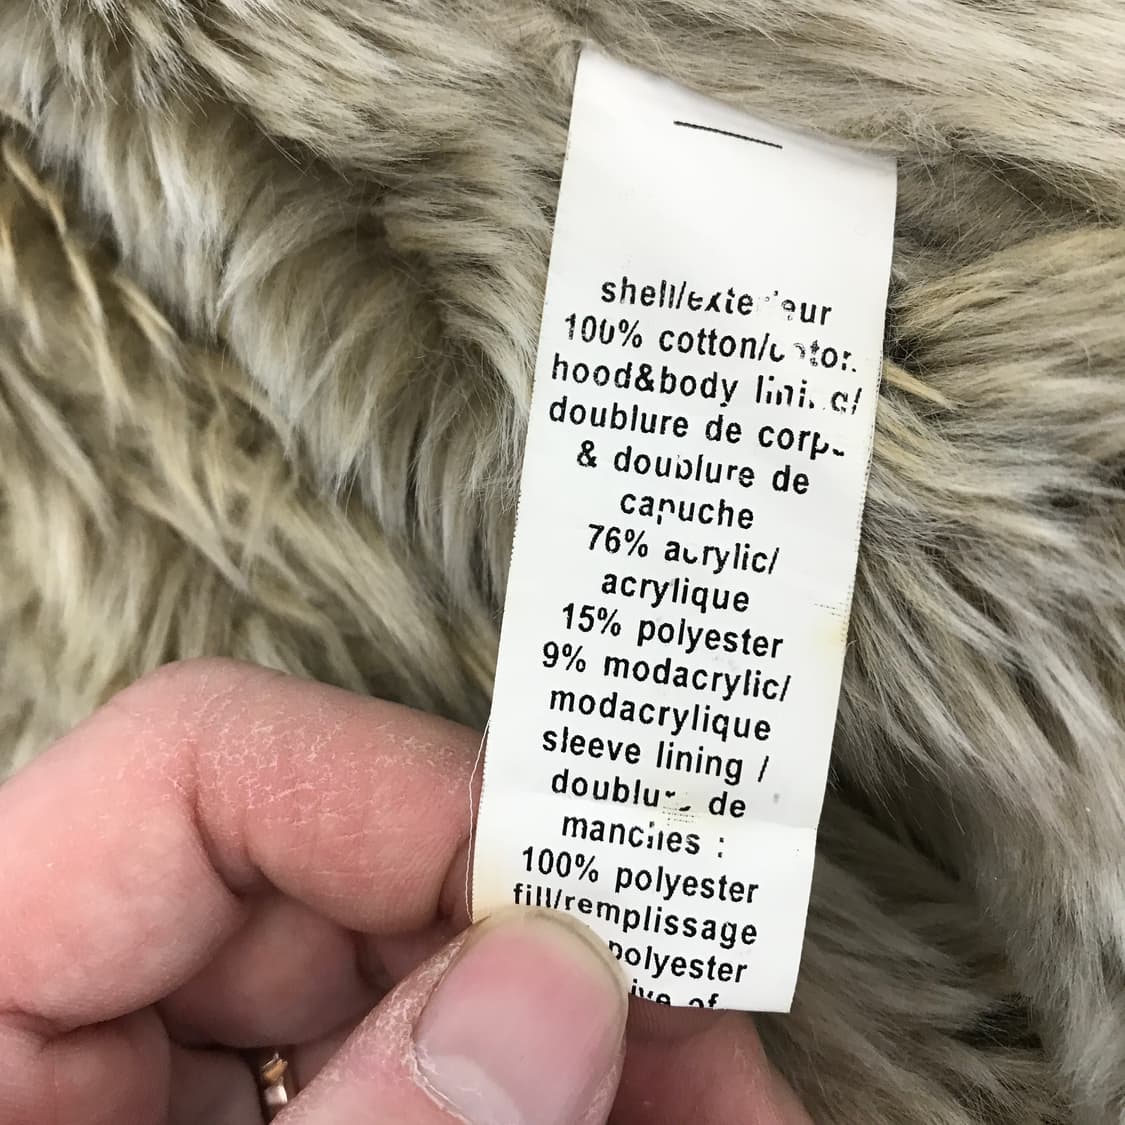 shell/exterieur
100% cotton/coton
hood&body lining/
doublure de corps
& doublure de
capuche
76% acrylic/
acrylique
15% polyester
9% modacrylic/
modacrylique
sleeve lining /
doublure de
manches :
100% polyester
fill/remplissage
polyester
of